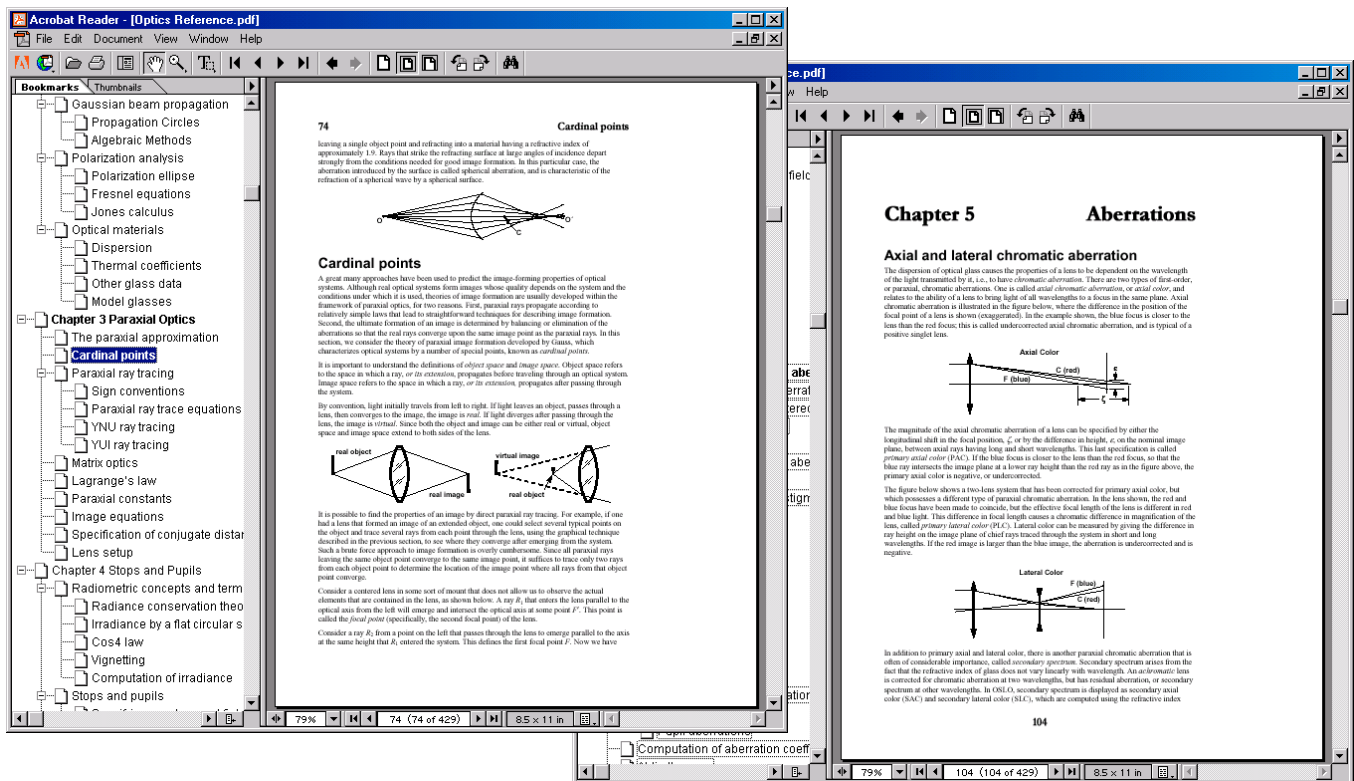 Acrobat Reader - [Optics Reference.pdf]
File Edit Document View Window Help
Bookmarks Thumbnails
Gaussian beam propagation
Propagation Circles
Algebraic Methods
Polarization analysis
Polarization ellipse
Fresnel equations
Jones calculus
Optical materials
Dispersion
Thermal coefficients
Other glass data
Model glasses
Chapter 3 Paraxial Optics
The paraxial approximation
Cardinal points
Paraxial ray tracing
Sign conventions
Paraxial ray trace equations
YNU ray tracing
YUI ray tracing
Matrix optics
Lagrange's law
Paraxial constants
Image equations
Specification of conjugate distan
Lens setup
Chapter 4 Stops and Pupils
Radiometric concepts and term
Radiance conservation theo
Irradiance by a flat circular s
Cos4 law
Vignetting
Computation of irradiance
Stops and pupils
74 Cardinal points
leaving a single object point and refracting into a material having a refractive index of
approximately 1.9. Rays that strike the refracting surface at large angles of incidence depart
strongly from the conditions needed for good image formation. In this particular case, the
aberration introduced by the surface is called spherical aberration, and is characteristic of the
refraction of a spherical wave by a spherical surface.
O C O'
Cardinal points
A great many approaches have been used to predict the image-forming properties of optical
systems. Although real optical systems form images whose quality depends on the system and the
conditions under which it is used, theories of image formation are usually developed within the
framework of paraxial optics, for two reasons. First, paraxial rays propagate according to
relatively simple laws that lead to straightforward techniques for describing image formation.
Second, the ultimate formation of an image is determined by balancing or elimination of the
aberrations so that the real rays converge upon the same image point as the paraxial rays. In this
section, we consider the theory of paraxial image formation developed by Gauss, which
characterizes optical systems by a number of special points, known as cardinal points.
It is important to understand the definitions of object space and image space. Object space refers
to the space in which a ray, or its extension, propagates before traveling through an optical system.
Image space refers to the space in which a ray, or its extension, propagates after passing through
the system.
By convention, light initially travels from left to right. If light leaves an object, passes through a
lens, then converges to the image, the image is real. If light diverges after passing through the
lens, the image is virtual. Since both the object and image can be either real or virtual, object
space and image space extend to both sides of the lens.
real object
real image
virtual image
real object
It is possible to find the properties of an image by direct paraxial ray tracing. For example, if one
had a lens that formed an image of an extended object, one could select several typical points on
the object and trace several rays from each point through the lens, using the graphical technique
described in the previous section, to see where they converge after emerging from the system.
Such a brute force approach to image formation is overly cumbersome. Since all paraxial rays
leaving the same object point converge to the same image point, it suffices to trace only two rays
from each object point to determine the location of the image point where all rays from that object
point converge.
Consider a centered lens in some sort of mount that does not allow us to observe the actual
elements that are contained in the lens, as shown below. A ray R1 that enters the lens parallel to the
optical axis from the left will emerge and intersect the optical axis at some point F'. This point is
called the focal point (specifically, the second focal point) of the lens.
Consider a ray R2 from a point on the left that passes through the lens to emerge parallel to the axis
at the same height that R1 entered the system. This defines the first focal point F. Now we have
79% 74 (74 of 429) 8.5 x 11 in
ce.pdf]
w Help
field
abe
errat
tered
abe
stigm
ation
Pupil aberrations
Computation of aberration coeff
Chapter 5 Aberrations
Axial and lateral chromatic aberration
The dispersion of optical glass causes the properties of a lens to be dependent on the wavelength
of the light transmitted by it, i.e., to have chromatic aberration. There are two types of first-order,
or paraxial, chromatic aberrations. One is called axial chromatic aberration, or axial color, and
relates to the ability of a lens to bring light of all wavelengths to a focus in the same plane. Axial
chromatic aberration is illustrated in the figure below, where the difference in the position of the
focal point of a lens is shown (exaggerated). In the example shown, the blue focus is closer to the
lens than the red focus; this is called undercorrected axial chromatic aberration, and is typical of a
positive singlet lens.
Axial Color
C (red)
F (blue)
ε
ζ
The magnitude of the axial chromatic aberration of a lens can be specified by either the
longitudinal shift in the focal position, ζ, or by the difference in height, ε, on the nominal image
plane, between axial rays having long and short wavelengths. This last specification is called
primary axial color (PAC). If the blue focus is closer to the lens than the red focus, so that the
blue ray intersects the image plane at a lower ray height than the red ray as in the figure above, the
primary axial color is negative, or undercorrected.
The figure below shows a two-lens system that has been corrected for primary axial color, but
which possesses a different type of paraxial chromatic aberration. In the lens shown, the red and
blue focus have been made to coincide, but the effective focal length of the lens is different in red
and blue light. This difference in focal length causes a chromatic difference in magnification of the
lens, called primary lateral color (PLC). Lateral color can be measured by giving the difference in
ray height on the image plane of chief rays traced through the system in short and long
wavelengths. If the red image is larger than the blue image, the aberration is undercorrected and is
negative.
Lateral Color
F (blue)
C (red)
In addition to primary axial and lateral color, there is another paraxial chromatic aberration that is
often of considerable importance, called secondary spectrum. Secondary spectrum arises from the
fact that the refractive index of glass does not vary linearly with wavelength. An achromatic lens
is corrected for chromatic aberration at two wavelengths, but has residual aberration, or secondary
spectrum at other wavelengths. In OSLO, secondary spectrum is displayed as secondary axial
color (SAC) and secondary lateral color (SLC), which are computed using the refractive index
104
79% 104 (104 of 429) 8.5 x 11 in